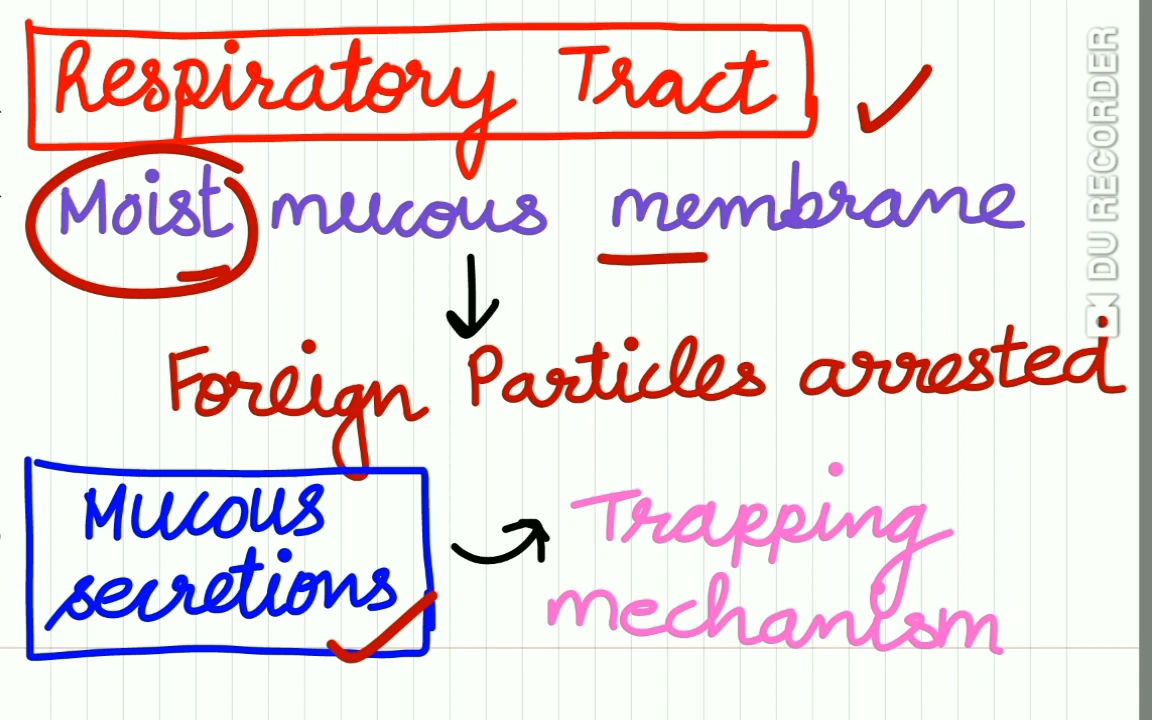 Respiratory Tract
Moist mucous membrane
Foreign Particles arrested
Mucous
secretions
Trapping
mechanism
DU RECORDER